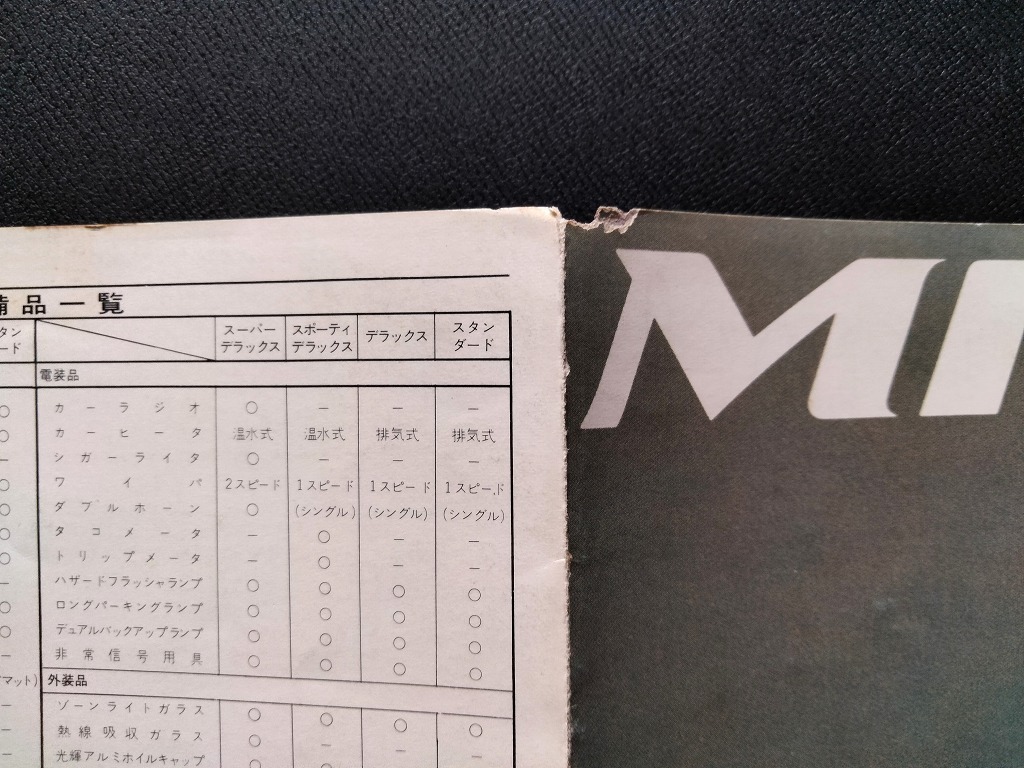 備品一覧
タン スーパー スポーティ デラックス スタン
ード デラックス デラックス ダード
電装品
○ カーラジオ ○ − − −
○ カーヒータ 温水式 温水式 排気式 排気式
− シガーライタ ○ − − −
○ ワイパ 2スピード 1スピード 1スピード 1スピード
○ ダブルホーン ○ (シングル) (シングル) (シングル)
○ タコメータ − ○ − −
○ トリップメータ − ○ − −
− ハザードフラッシャランプ ○ ○ ○ ○
○ ロングパーキングランプ ○ ○ ○ ○
○ デュアルバックアップランプ ○ ○ ○ ○
− 非常信号用具 ○ ○ ○ ○
マット) 外装品
− ゾーンライトガラス ○ ○ ○ ○
− 熱線吸収ガラス ○ − − −
光輝アルミホイルキャップ ○ ○
M